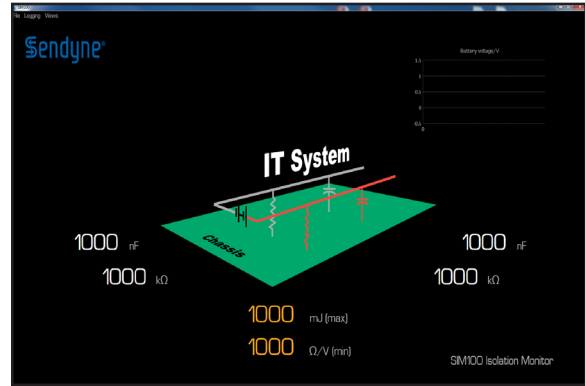 File Logging Views
Sendyne®
Battery voltage/V
1.5
1
0.5
0
-0.5
0
IT System
Chassis
1000 nF
1000 kΩ
1000 nF
1000 kΩ
1000 mJ (max)
1000 Ω/V (min)
SIM100 Isolation Monitor